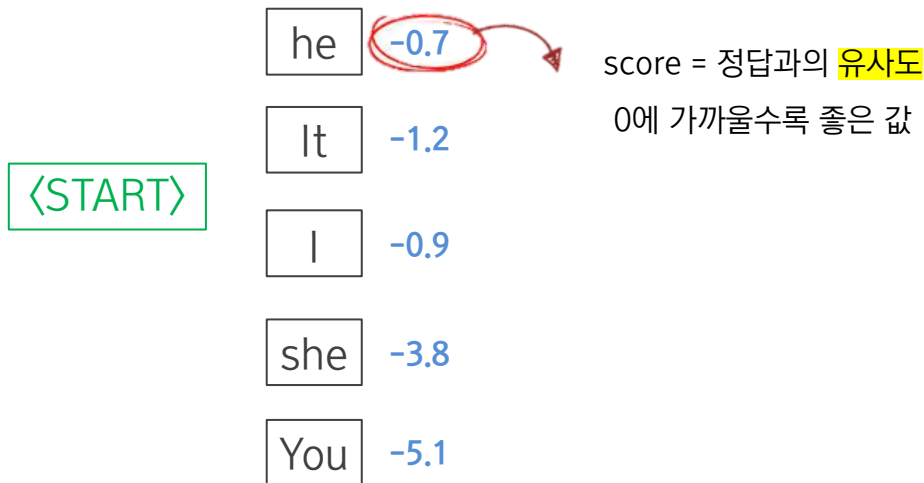 he -0.7
score = 정답과의 유사도
0에 가까울수록 좋은 값
It -1.2
〈START〉
I -0.9
she -3.8
You -5.1